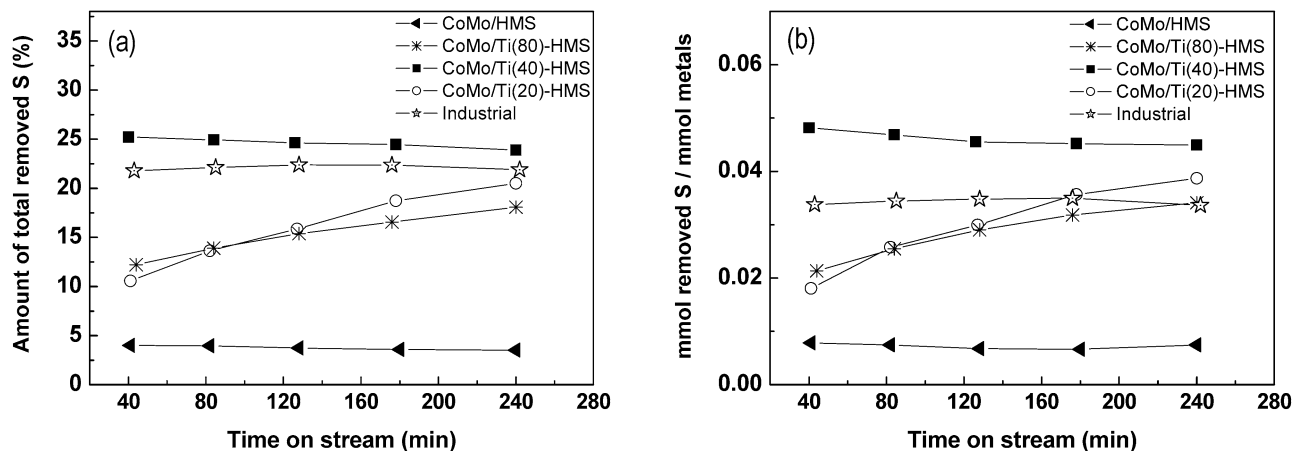 (a)
CoMo/HMS
CoMo/Ti(80)-HMS
CoMo/Ti(40)-HMS
CoMo/Ti(20)-HMS
Industrial
Amount of total removed S (%)
35
30
25
20
15
10
5
0
40 80 120 160 200 240 280
Time on stream (min)
(b)
CoMo/HMS
CoMo/Ti(80)-HMS
CoMo/Ti(40)-HMS
CoMo/Ti(20)-HMS
Industrial
mmol removed S / mmol metals
0.06
0.04
0.02
0.00
40 80 120 160 200 240 280
Time on stream (min)